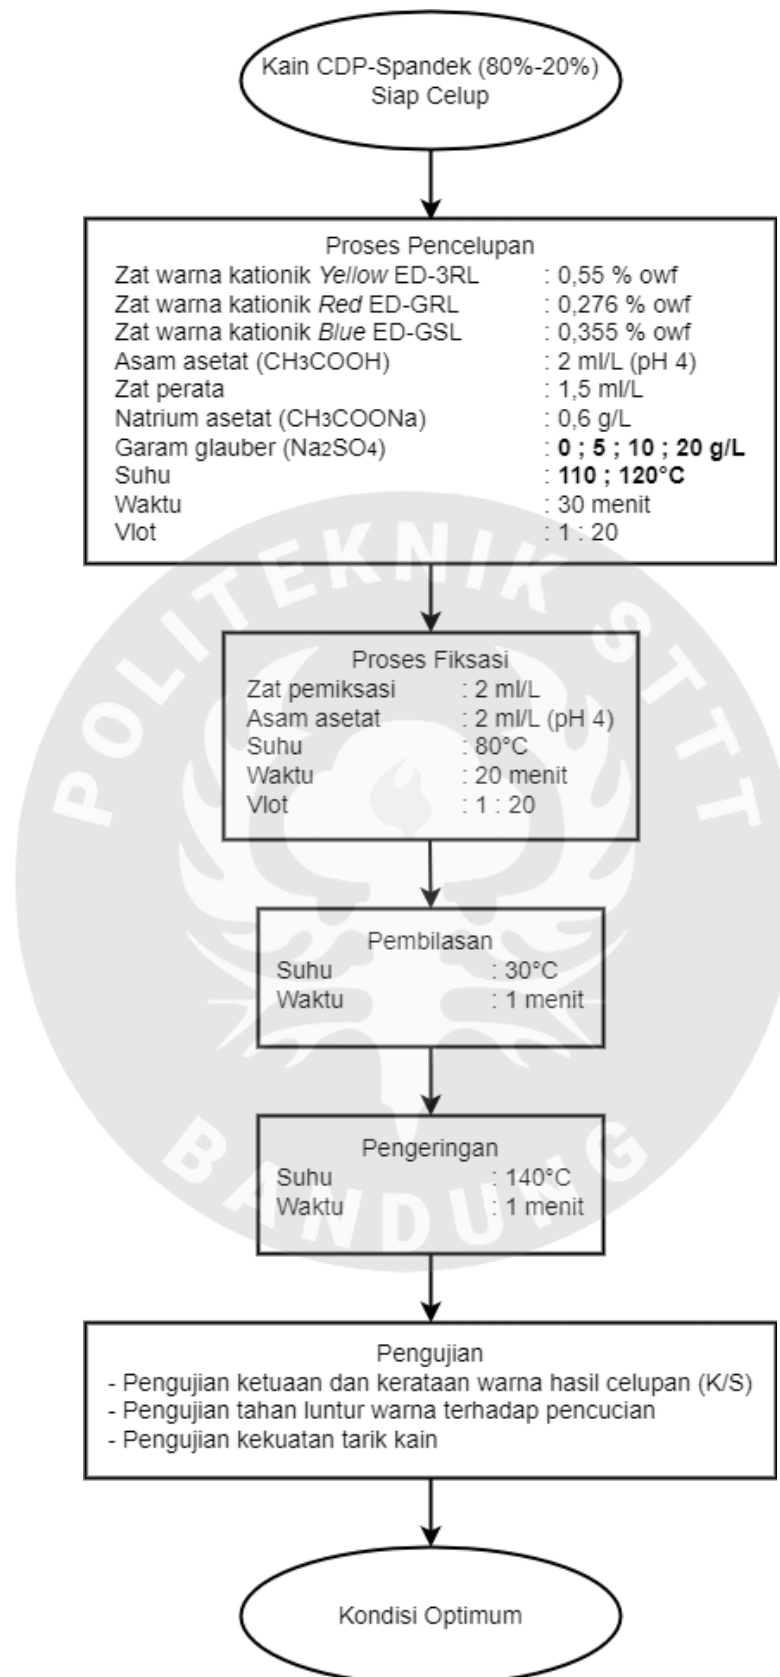 Kain CDP-Spandek (80%-20%)
Siap Celup
Proses Pencelupan
Zat warna kationik Yellow ED-3RL : 0,55 % owf
Zat warna kationik Red ED-GRL : 0,276 % owf
Zat warna kationik Blue ED-GSL : 0,355 % owf
Asam asetat (CH3COOH) : 2 ml/L (pH 4)
Zat perata : 1,5 ml/L
Natrium asetat (CH3COONa) : 0,6 g/L
Garam glauber (Na2SO4) : 0 ; 5 ; 10 ; 20 g/L
Suhu : 110 ; 120°C
Waktu : 30 menit
Vlot : 1 : 20
Proses Fiksasi
Zat pemiksasi : 2 ml/L
Asam asetat : 2 ml/L (pH 4)
Suhu : 80°C
Waktu : 20 menit
Vlot : 1 : 20
Pembilasan
Suhu : 30°C
Waktu : 1 menit
Pengeringan
Suhu : 140°C
Waktu : 1 menit
Pengujian
- Pengujian ketuaan dan kerataan warna hasil celupan (K/S)
- Pengujian tahan luntur warna terhadap pencucian
- Pengujian kekuatan tarik kain
Kondisi Optimum
POLITEKNIK STTT
BANDUNG